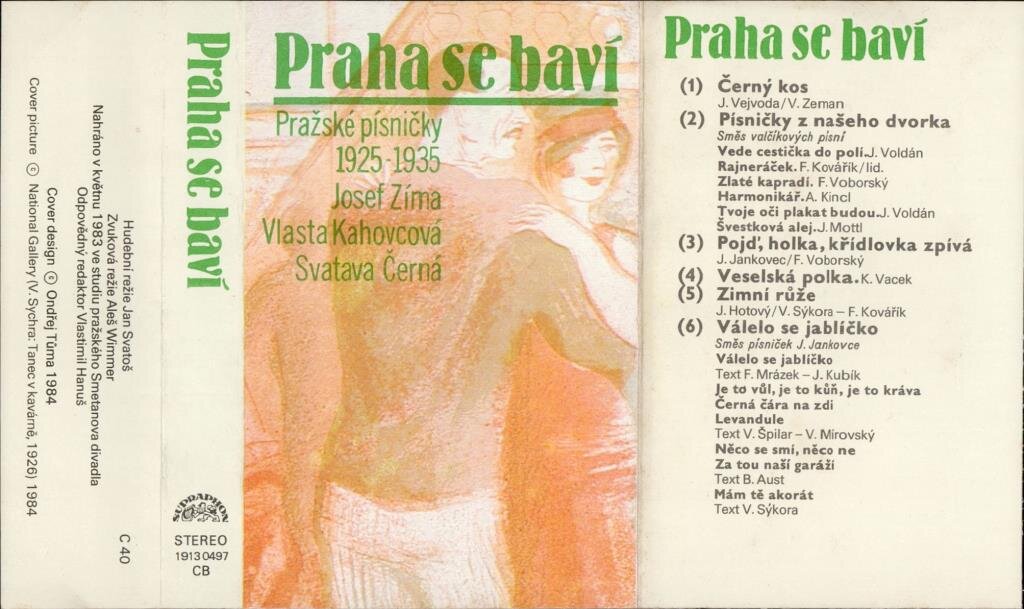 Cover picture © National Gallery (V. Sychra: Tanec v kavárně, 1926) 1984
Cover design © Ondřej Tůma 1984
Odpovědný redaktor Vlastimil Hanuš
Nahráno v květnu 1983 ve studiu pražského Smetanova divadla
Zvuková režie Aleš Wimmer
Hudební režie Jan Svatoš
C 40
Praha se baví
SUPRAPHON
STEREO
1913 0497
CB
Praha se baví
Pražské písničky
1925-1935
Josef Zíma
Vlasta Kahovcová
Svatava Černá
Praha se baví
(1) Černý kos
J. Vejvoda/V. Zeman
(2) Písničky z našeho dvorka
Směs valčíkových písní
Vede cestička do polí. J. Voldán
Rajneráček. F. Kovářík/lid.
Zlaté kapradí. F. Voborský
Harmonikář. A. Kincl
Tvoje oči plakat budou. J. Voldán
Švestková alej. J. Mottl
(3) Pojď, holka, křídlovka zpívá
J. Jankovec/F. Voborský
(4) Veselská polka. K. Vacek
(5) Zimní růže
J. Hotový/V. Sýkora – F. Kovářík
(6) Válelo se jablíčko
Směs písniček J. Jankovce
Válelo se jablíčko
Text F. Mrázek – J. Kubík
Je to vůl, je to kůň, je to kráva
Černá čára na zdi
Levandule
Text V. Špilar – V. Mírovský
Něco se smí, něco ne
Za tou naší garáží
Text B. Aust
Mám tě akorát
Text V. Sýkora